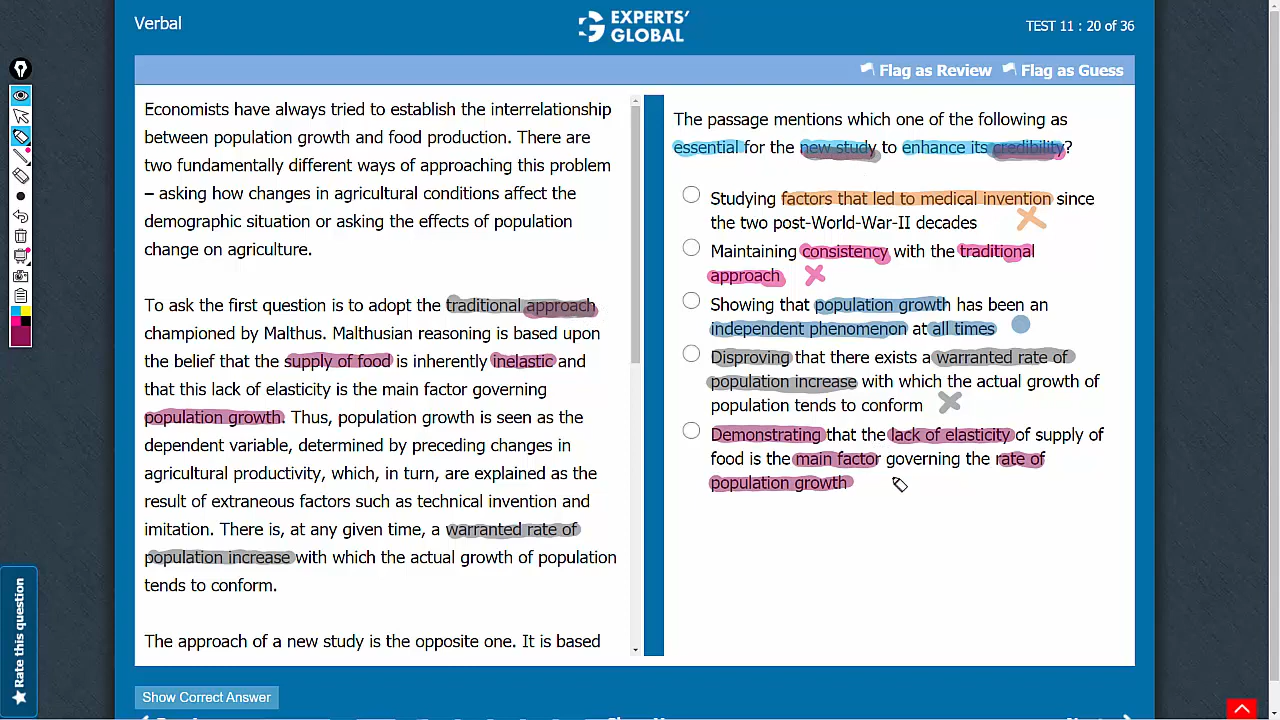 Verbal
EXPERTS'
GLOBAL
TEST 11 : 20 of 36
Flag as Review
Flag as Guess
Economists have always tried to establish the interrelationship
between population growth and food production. There are
two fundamentally different ways of approaching this problem
– asking how changes in agricultural conditions affect the
demographic situation or asking the effects of population
change on agriculture.
To ask the first question is to adopt the traditional approach
championed by Malthus. Malthusian reasoning is based upon
the belief that the supply of food is inherently inelastic and
that this lack of elasticity is the main factor governing
population growth. Thus, population growth is seen as the
dependent variable, determined by preceding changes in
agricultural productivity, which, in turn, are explained as the
result of extraneous factors such as technical invention and
imitation. There is, at any given time, a warranted rate of
population increase with which the actual growth of population
tends to conform.
The approach of a new study is the opposite one. It is based
The passage mentions which one of the following as
essential for the new study to enhance its credibility?
Studying factors that led to medical invention since
the two post-World-War-II decades
Maintaining consistency with the traditional
approach
Showing that population growth has been an
independent phenomenon at all times
Disproving that there exists a warranted rate of
population increase with which the actual growth of
population tends to conform
Demonstrating that the lack of elasticity of supply of
food is the main factor governing the rate of
population growth
Rate this question
Show Correct Answer